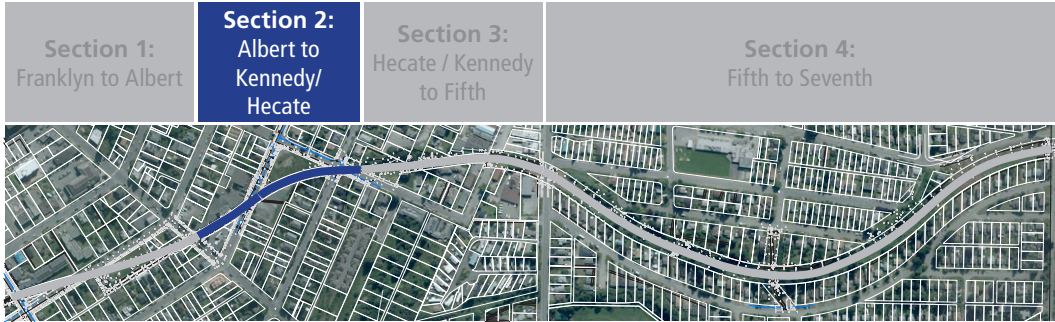 Section 1:
Franklyn to Albert
Section 2:
Albert to
Kennedy/
Hecate
Section 3:
Hecate / Kennedy
to Fifth
Section 4:
Fifth to Seventh